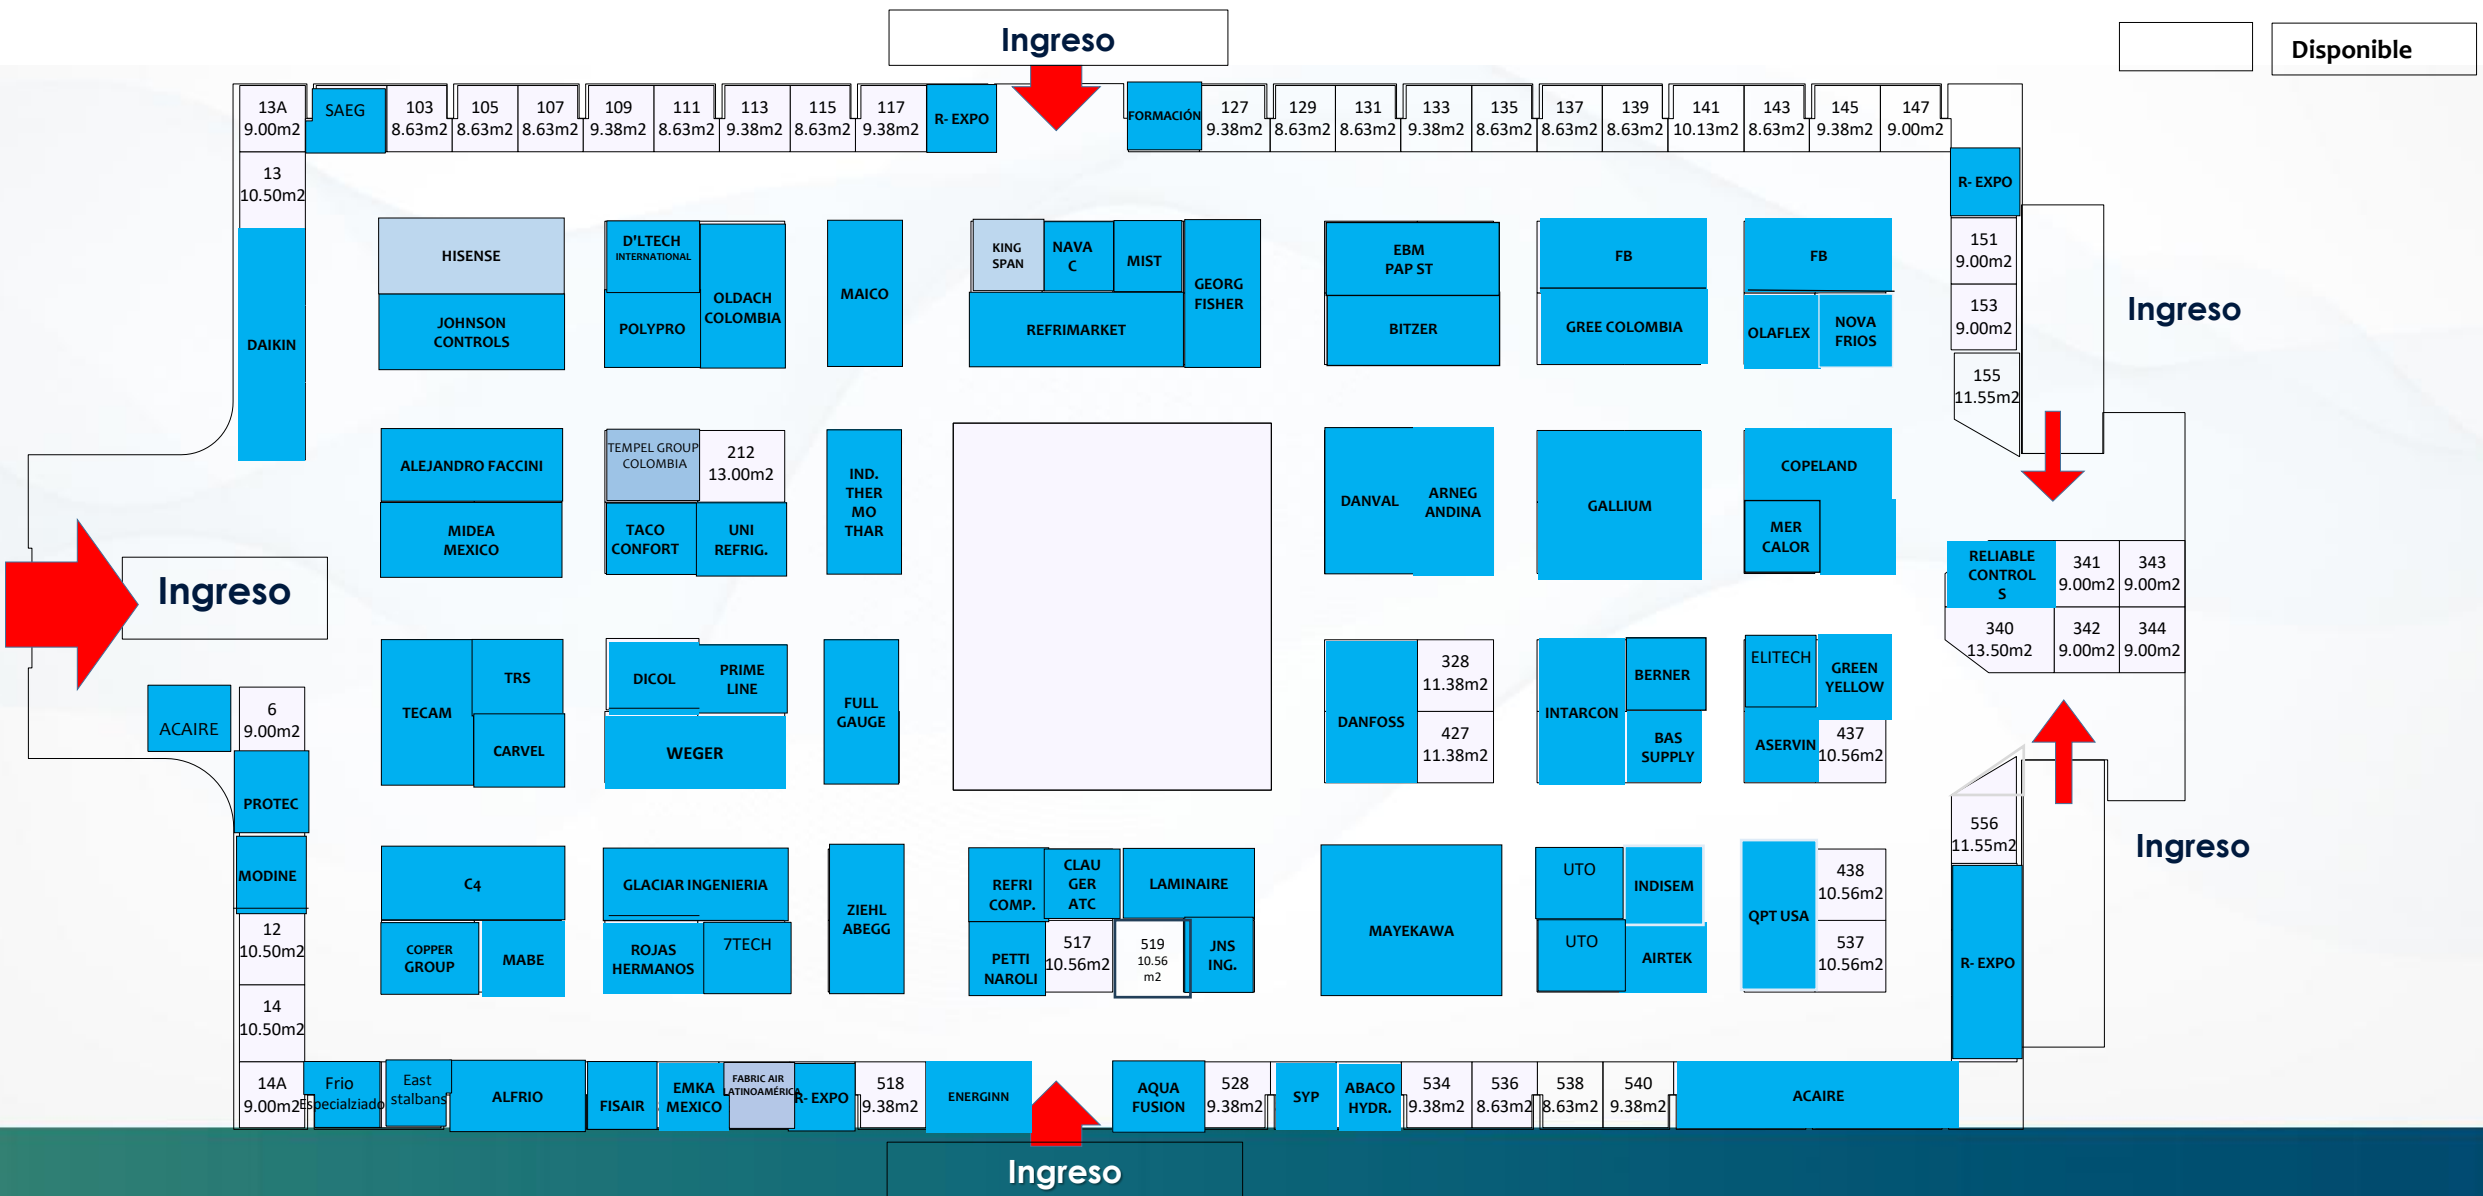 Ingreso
Disponible
13A
9.00m2
SAEG
103
8.63m2
105
8.63m2
107
8.63m2
109
9.38m2
111
8.63m2
113
9.38m2
115
8.63m2
117
9.38m2
R- EXPO
FORMACIÓN
127
9.38m2
129
8.63m2
131
8.63m2
133
9.38m2
135
8.63m2
137
8.63m2
139
8.63m2
141
10.13m2
143
8.63m2
145
9.38m2
147
9.00m2
13
10.50m2
R- EXPO
DAIKIN
HISENSE
JOHNSON
CONTROLS
D'LTECH
INTERNATIONAL
POLYPRO
OLDACH
COLOMBIA
MAICO
KING
SPAN
NAVA
C
MIST
GEORG
FISHER
REFRIMARKET
EBM
PAP ST
BITZER
FB
GREE COLOMBIA
FB
OLAFLEX
NOVA
FRIOS
151
9.00m2
153
9.00m2
155
11.55m2
Ingreso
ALEJANDRO FACCINI
MIDEA
MEXICO
TEMPEL GROUP
COLOMBIA
212
13.00m2
TACO
CONFORT
UNI
REFRIG.
IND.
THER
MO
THAR
DANVAL
ARNEG
ANDINA
GALLIUM
COPELAND
MER
CALOR
RELIABLE
CONTROL
S
341
9.00m2
343
9.00m2
340
13.50m2
342
9.00m2
344
9.00m2
Ingreso
ACAIRE
6
9.00m2
TECAM
TRS
CARVEL
DICOL
PRIME
LINE
WEGER
FULL
GAUGE
DANFOSS
328
11.38m2
427
11.38m2
INTARCON
BERNER
BAS
SUPPLY
ELITECH
GREEN
YELLOW
ASERVIN
437
10.56m2
PROTEC
MODINE
12
10.50m2
14
10.50m2
C4
COPPER
GROUP
MABE
GLACIAR INGENIERIA
ROJAS
HERMANOS
7TECH
ZIEHL
ABEGG
REFRI
COMP.
CLAU
GER
ATC
LAMINAIRE
PETTI
NAROLI
517
10.56m2
519
10.56
m2
JNS
ING.
MAYEKAWA
UTO
INDISEM
UTO
AIRTEK
QPT USA
438
10.56m2
537
10.56m2
556
11.55m2
Ingreso
R- EXPO
14A
9.00m2
Frio
Especialziado
East
stalbans
ALFRIO
FISAIR
EMKA
MEXICO
FABRIC AIR
LATINOAMÉRICA
R- EXPO
518
9.38m2
ENERGINN
AQUA
FUSION
528
9.38m2
SYP
ABACO
HYDR.
534
9.38m2
536
8.63m2
538
8.63m2
540
9.38m2
ACAIRE
Ingreso